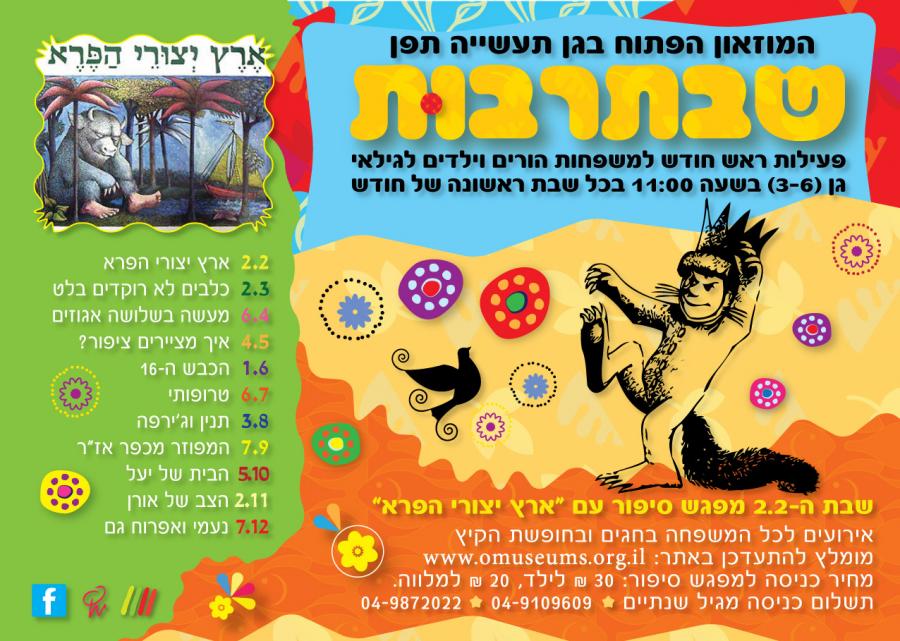 המוזאון הפתוח בגן תעשייה תפן
שבתרבות
פעילות ראש חודש למשפחות הורים וילדים לגילאי
גן (3-6) בשעה 11:00 בכל שבת ראשונה של חודש
אֶרֶץ יְצוּרֵי הַפֶּרֶא
2.2 ארץ יצורי הפרא
2.3 כלבים לא רוקדים בלט
6.4 מעשה בשלושה אגוזים
4.5 איך מציירים ציפור?
1.6 הכבש ה-16
6.7 טרופותי
3.8 תנין וג'ירפה
7.9 המפוזר מכפר אז"ר
5.10 הבית של יעל
2.11 הצב של אורן
7.12 נעמי ואפרוח גם
שבת ה-2.2 מפגש סיפור עם "ארץ יצורי הפרא"
אירועים לכל המשפחה בחגים ובחופשת הקיץ
מומלץ להתעדכן באתר: www.omuseums.org.il
מחיר כניסה למפגש סיפור: 30 ₪ לילד, 20 ₪ למלווה.
תשלום כניסה מגיל שנתיים 04-9109609 04-9872022
f